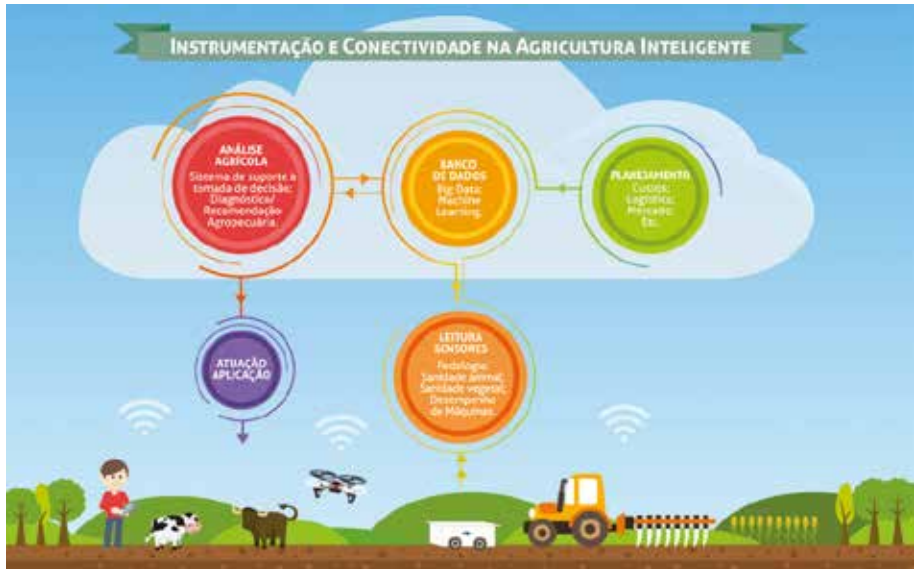 INSTRUMENTAÇÃO E CONECTIVIDADE NA AGRICULTURA INTELIGENTE
ANÁLISE
AGRÍCOLA
Sistema de suporte à
tomada de decisão;
Diagnóstico/
Recomendação
Agropecuária.
BANCO
DE DADOS
Big Data;
Machine
Learning.
PLANEJAMENTO
Custos;
Logística;
Mercado;
Etc.
ATUAÇÃO
APLICAÇÃO
LEITURA
SENSORES
Pedologia;
Sanidade animal;
Sanidade vegetal;
Desempenho
de Máquinas.